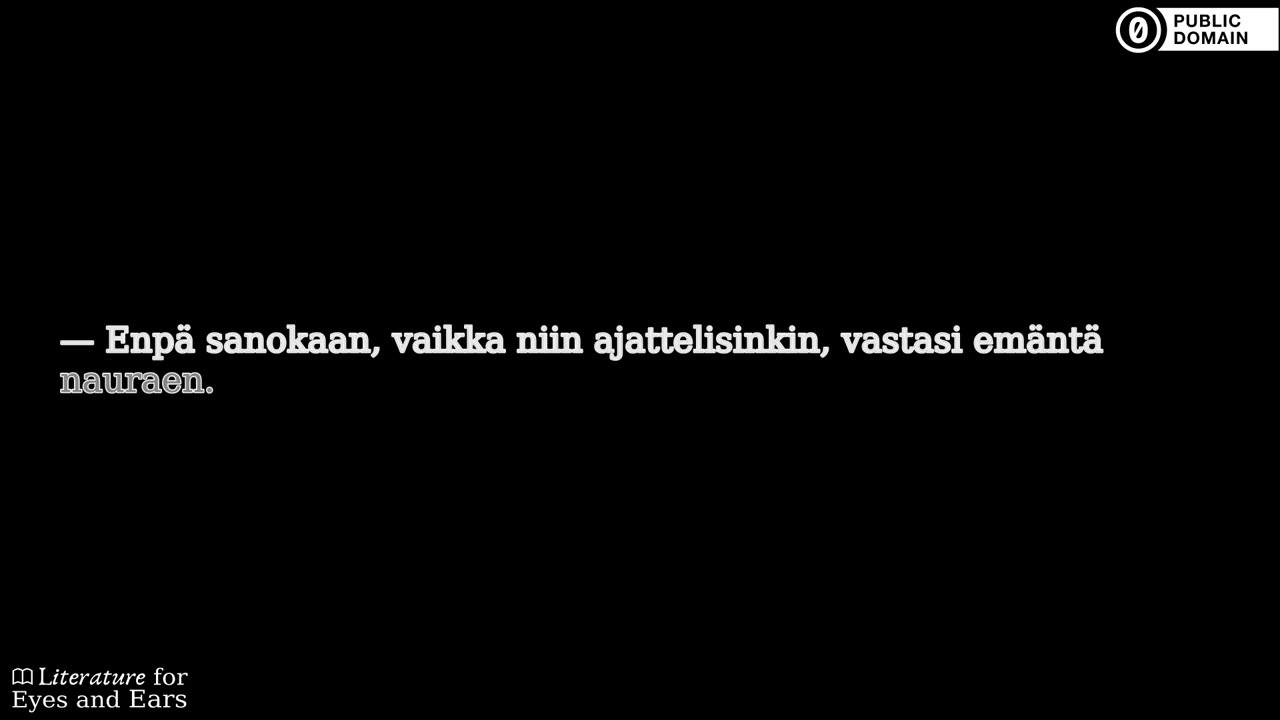 PUBLIC
DOMAIN
— Enpä sanokaan, vaikka niin ajattelisinkin, vastasi emäntä
nauraen.
Literature for
Eyes and Ears